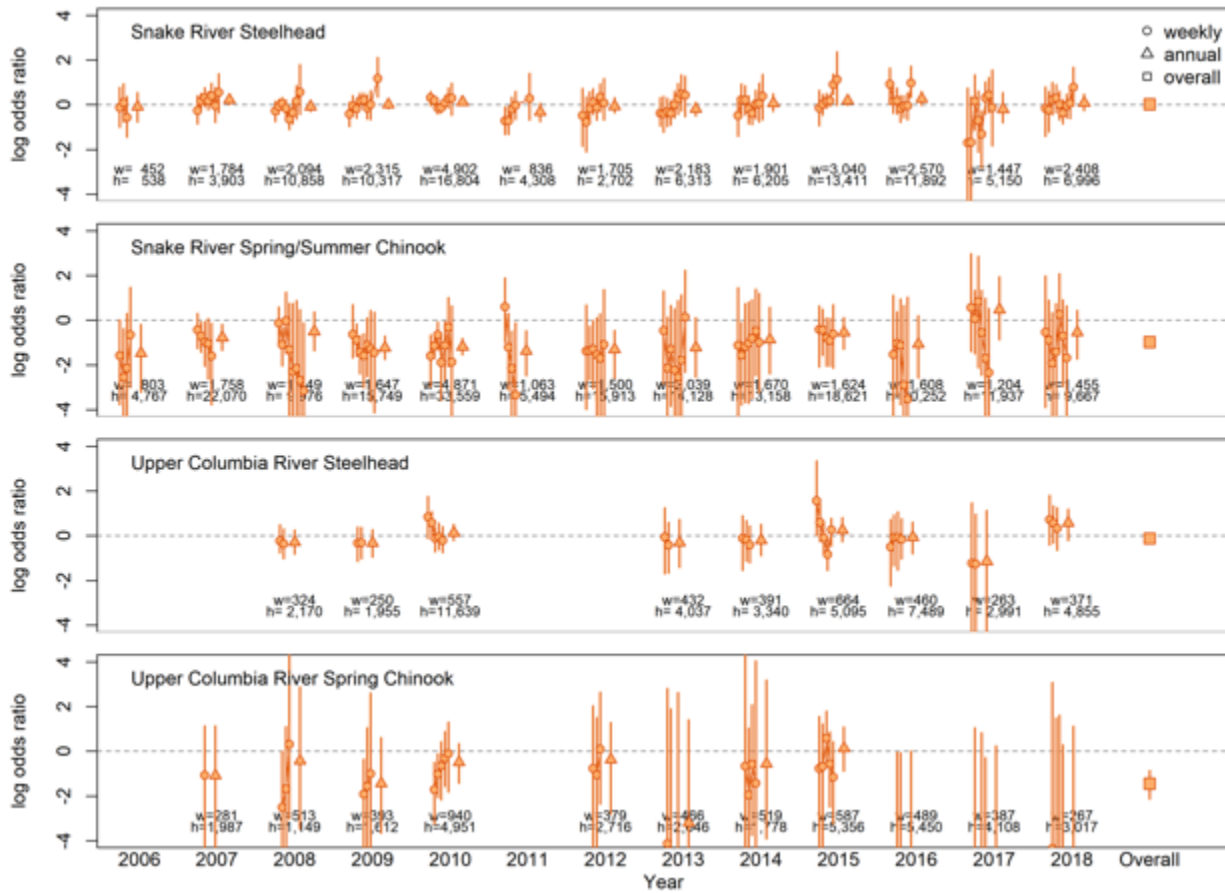 4
2
0
-2
-4
log odds ratio
Snake River Steelhead
weekly
annual
overall
w= 452
h= 538
w=1,784
h= 3,903
w=2,094
h=10,858
w=2,315
h=10,317
w=4,902
h=16,804
w= 836
h= 4,308
w=1,705
h= 2,702
w=2,183
h= 6,313
w=1,901
h= 6,205
w=3,040
h=13,411
w=2,570
h=11,892
w=1,447
h= 5,150
w=2,408
h= 6,996
4
2
0
-2
-4
log odds ratio
Snake River Spring/Summer Chinook
w= 803
h= 4,767
w=1,758
h=22,070
w=1,647
h=15,749
w=4,871
h=33,559
w=1,063
w=1,500
h=15,913
w=1,670
h=13,158
w=1,624
h=18,621
w=1,608
w=1,204
h=11,937
w=1,455
h= 9,667
4
2
0
-2
-4
log odds ratio
Upper Columbia River Steelhead
w=324
h= 2,170
w=250
h= 1,955
w=557
h=11,639
w=432
h= 4,037
w=391
h= 3,340
w=664
h= 5,095
w=460
h= 7,489
w=263
h= 2,991
w=371
h= 4,855
4
2
0
-2
-4
log odds ratio
Upper Columbia River Spring Chinook
w=281
h=1,987
w=513
w=393
w=940
h=4,951
w=379
h=2,716
w=519
w=587
h=5,356
w=489
h=5,450
w=387
h=4,108
w=267
h=3,017
2006 2007 2008 2009 2010 2011 2012 2013 2014 2015 2016 2017 2018 Overall
Year